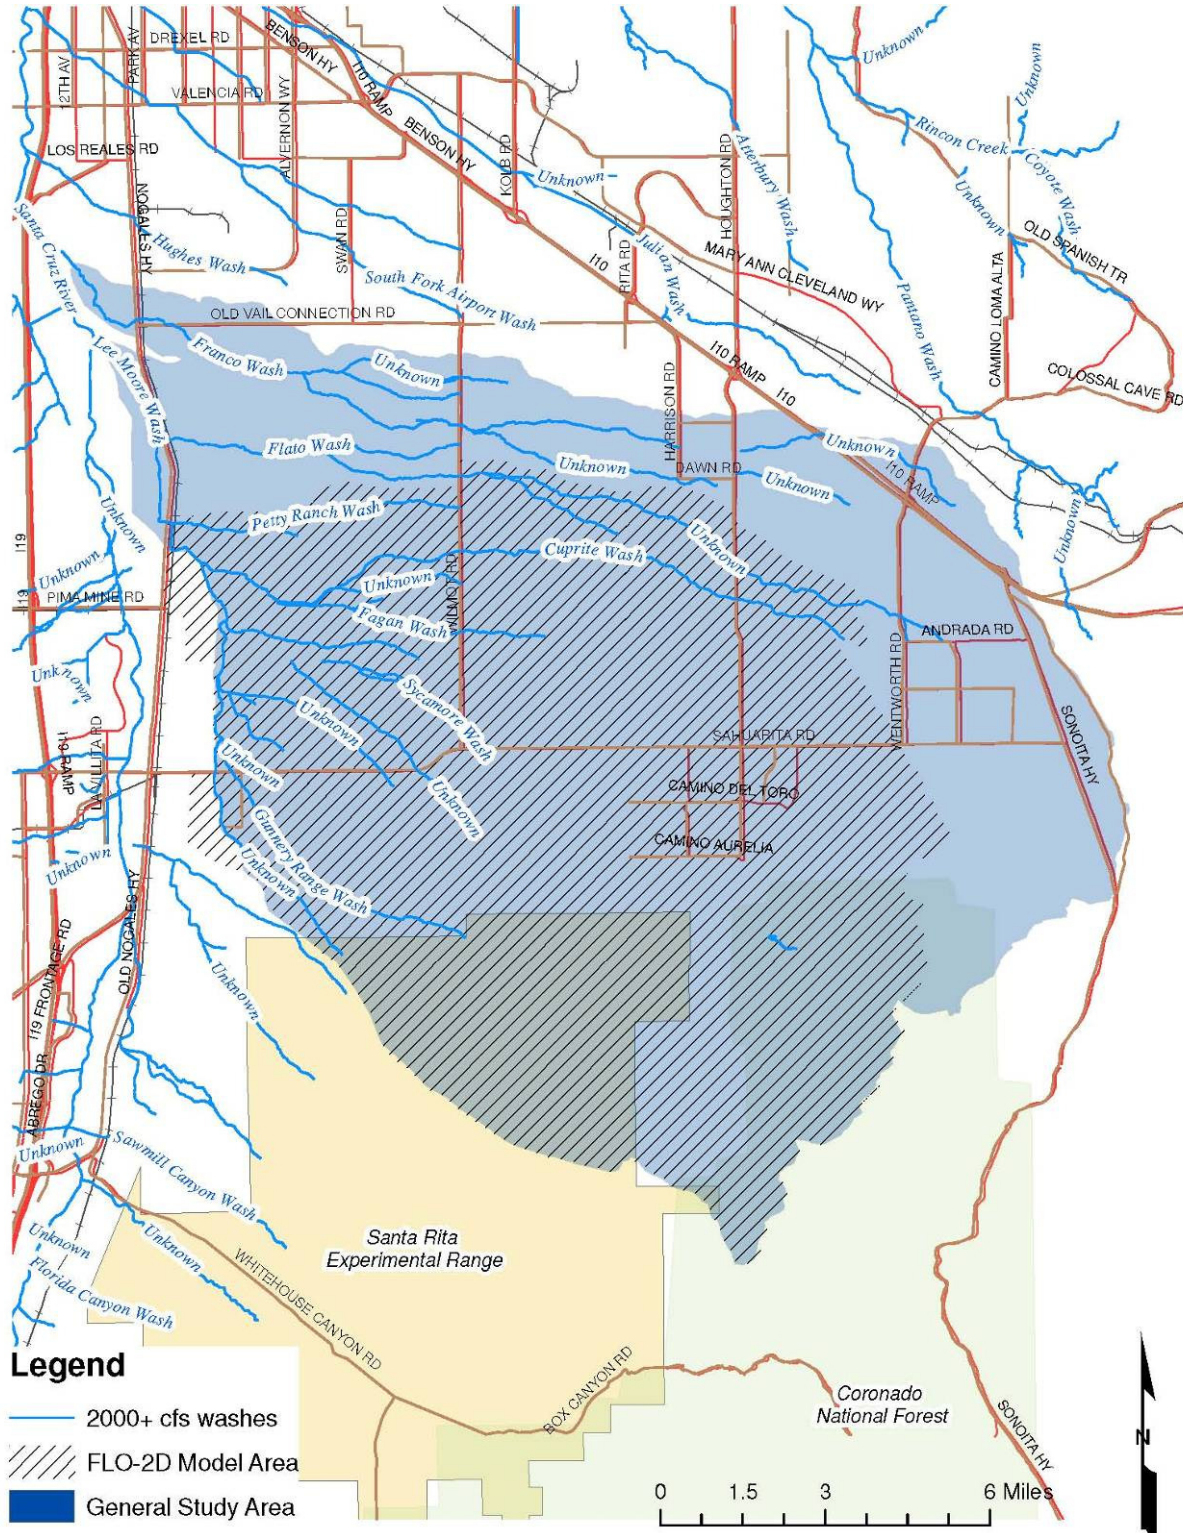 DREXEL RD
BENSON HY
12TH AV
PARK AV
I10 RAMP
VALENCIA RD
ALVERNON WY
BENSON HY
KOLB RD
LOS REALES RD
NOGALES HY
SWAN RD
Unknown
HOUGHTON RD
Atterbury Wash
Unknown
Unknown
Rincon Creek
Coyote Wash
Unknown
OLD SPANISH TR
Santa Cruz River
Hughes Wash
South Fork Airport Wash
I10
RITA RD
Julian Wash
MARY ANN CLEVELAND WY
Pantano Wash
CAMINO LOMA ALTA
OLD VAIL CONNECTION RD
Lee Moore Wash
Franco Wash
Unknown
I10 RAMP
I10
COLOSSAL CAVE RD
HARRISON RD
Flato Wash
Unknown
DAWN RD
Unknown
Unknown
I10 RAMP
Unknown
Petty Ranch Wash
Unknown
Cuprite Wash
Unknown
I19
I19
Unknown
PIMA MINE RD
Unknown
WILMOT RD
Fagan Wash
ANDRADA RD
WENTWORTH RD
Unknown
Sycamore Wash
Unknown
SONOITA HY
I19 RAMP
LA VILLITA RD
Unknown
SAHUARITA RD
Unknown
CAMINO DEL TORO
CAMINO AURELIA
Gunnery Range Wash
Unknown
Unknown
OLD NOGALES HY
I19 FRONTAGE RD
Unknown
ABREGO DR
Unknown
Sawmill Canyon Wash
Unknown
Unknown
Florida Canyon Wash
WHITEHOUSE CANYON RD
Santa Rita
Experimental Range
BOX CANYON RD
Coronado
National Forest
SONOITA HY
Legend
2000+ cfs washes
FLO-2D Model Area
General Study Area
0 1.5 3 6 Miles
N